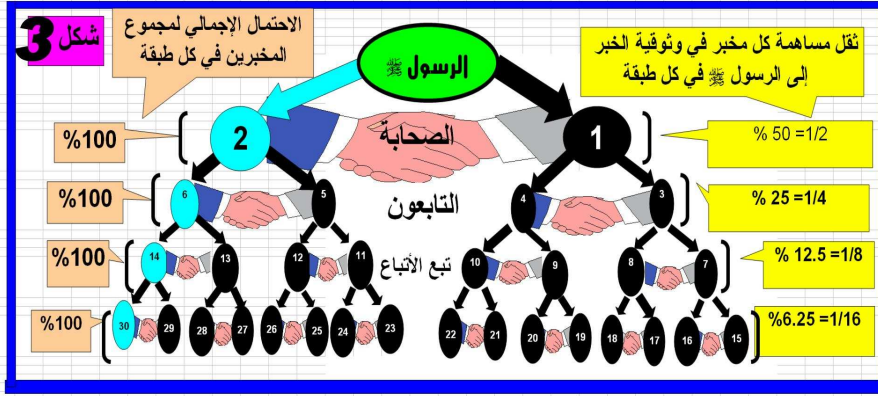 شكل 3
الاحتمال الإجمالي لمجموع
المخبرين في كل طبقة
الرسول ﷺ
ثقل مساهمة كل مخبر في وثوقية الخبر
إلى الرسول ﷺ في كل طبقة
%100
2
الصحابة
1
% 50 =1/2
%100
6
5
التابعون
4
3
% 25 =1/4
%100
14
13
12
11
تبع الأتباع
10
9
8
7
% 12.5 =1/8
%100
30
29
28
27
26
25
24
23
22
21
20
19
18
17
16
15
%6.25 =1/16